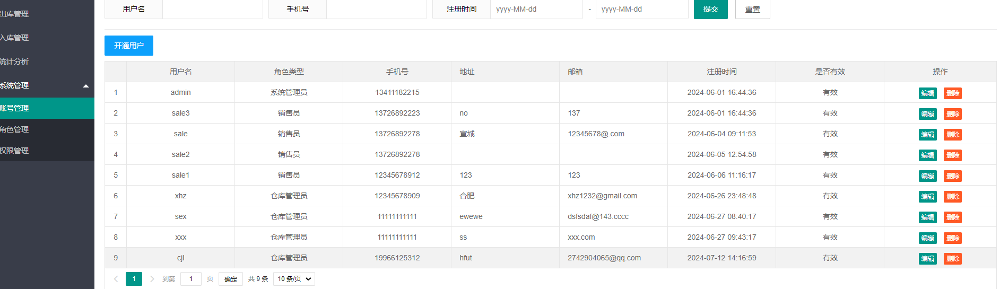 出库管理
入库管理
统计分析
系统管理
账号管理
角色管理
权限管理
用户名 手机号 注册时间 yyyy-MM-dd - yyyy-MM-dd 提交 重置
开通用户
用户名 角色类型 手机号 地址 邮箱 注册时间 是否有效 操作
1 admin 系统管理员 13411182215 2024-06-01 16:44:36 有效 编辑 删除
2 sale3 销售员 13726892223 no 137 2024-06-01 16:44:36 有效 编辑 删除
3 sale 销售员 13726892278 宣城 12345678@.com 2024-06-04 09:11:53 有效 编辑 删除
4 sale2 销售员 13726892278 2024-06-05 12:54:58 有效 编辑 删除
5 sale1 销售员 12345678912 123 123 2024-06-06 11:16:17 有效 编辑 删除
6 xhz 仓库管理员 12345678909 合肥 xhz1232@gmail.com 2024-06-26 23:48:48 有效 编辑 删除
7 sex 仓库管理员 11111111111 ewewe dsfsdaf@143.cccc 2024-06-27 08:40:17 有效 编辑 删除
8 xxx 仓库管理员 11111111111 ss xxx.com 2024-06-27 09:43:17 有效 编辑 删除
9 cjl 仓库管理员 19966125312 hfut 2742904065@qq.com 2024-07-12 14:16:59 有效 编辑 删除
1 到第 1 页 确定 共 9 条 10 条/页